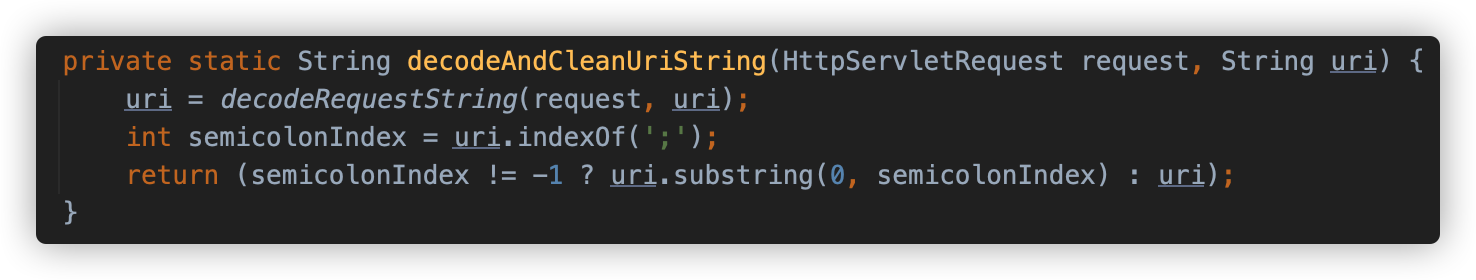 private static String decodeAndCleanUriString(HttpServletRequest request, String uri) {
    uri = decodeRequestString(request, uri);
    int semicolonIndex = uri.indexOf(';');
    return (semicolonIndex != -1 ? uri.substring(0, semicolonIndex) : uri);
}